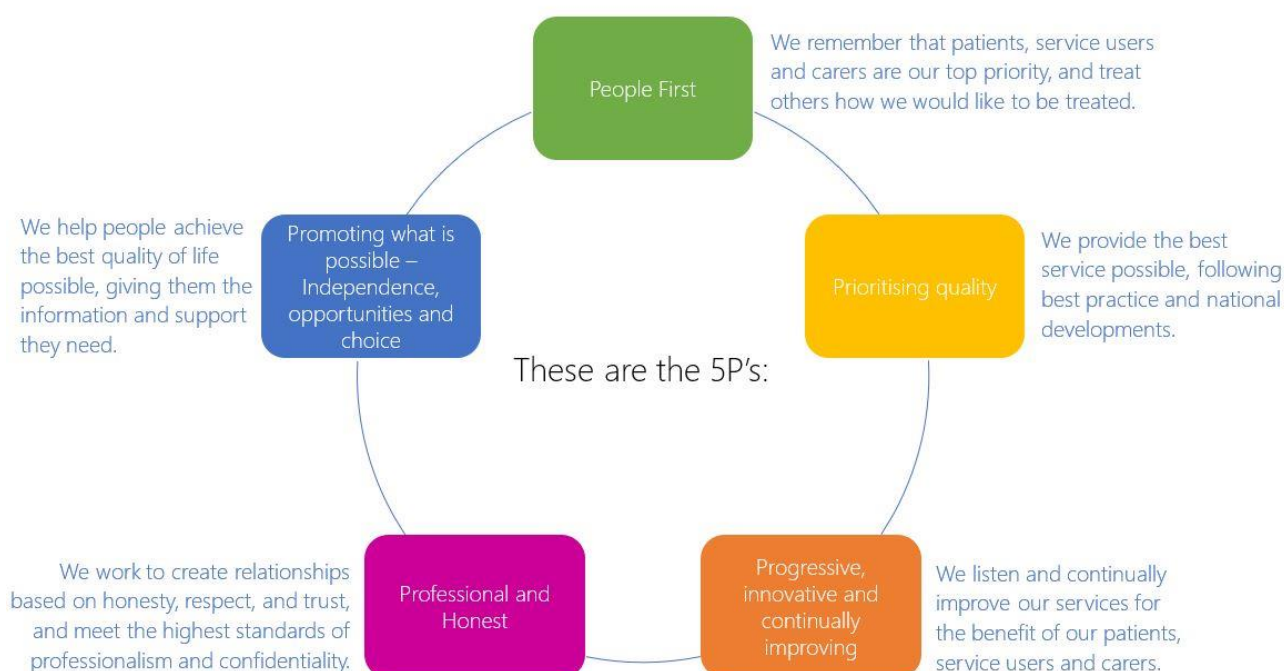 People First
We remember that patients, service users
and carers are our top priority, and treat
others how we would like to be treated.
Prioritising quality
We provide the best
service possible, following
best practice and national
developments.
Progressive,
innovative and
continually
improving
We listen and continually
improve our services for
the benefit of our patients,
service users and carers.
Professional and
Honest
We work to create relationships
based on honesty, respect, and trust,
and meet the highest standards of
professionalism and confidentiality.
Promoting what is
possible –
Independence,
opportunities and
choice
We help people achieve
the best quality of life
possible, giving them the
information and support
they need.
These are the 5P's: